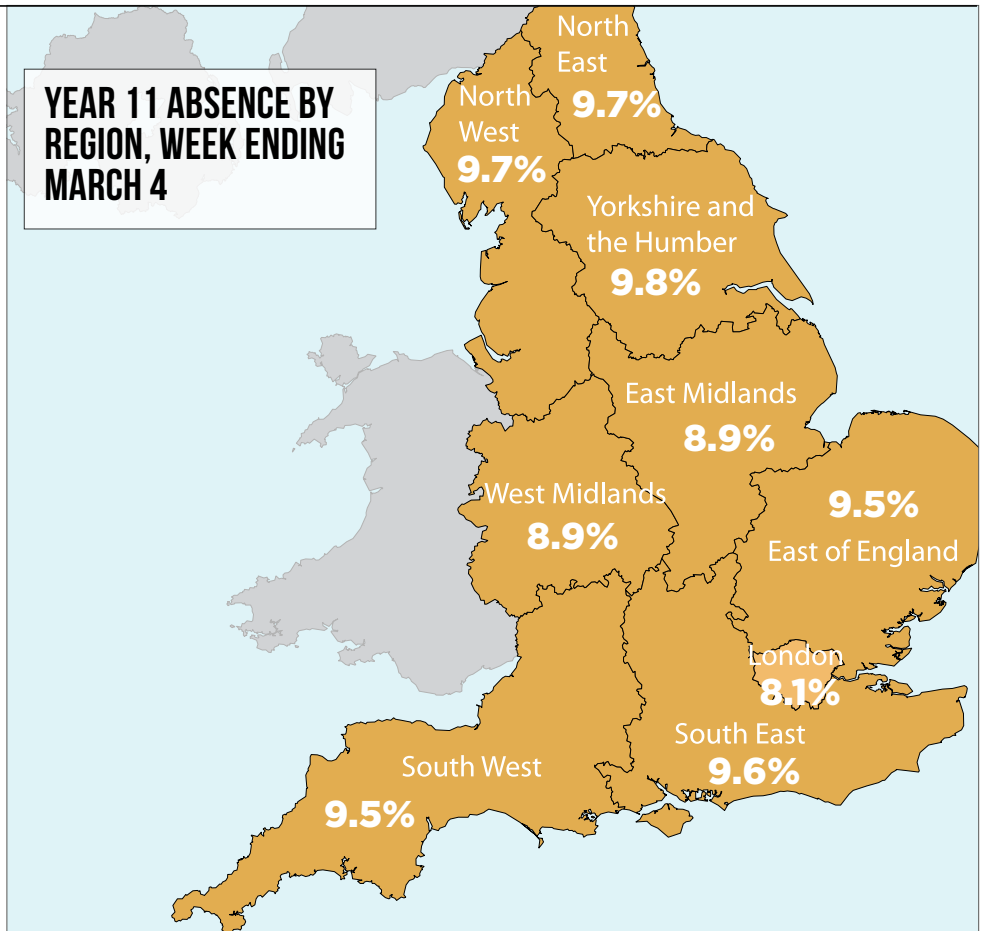 YEAR 11 ABSENCE BY
REGION, WEEK ENDING
MARCH 4
North
East
9.7%
North
West
9.7%
Yorkshire and
the Humber
9.8%
East Midlands
8.9%
West Midlands
8.9%
9.5%
East of England
London
8.1%
South East
9.6%
South West
9.5%